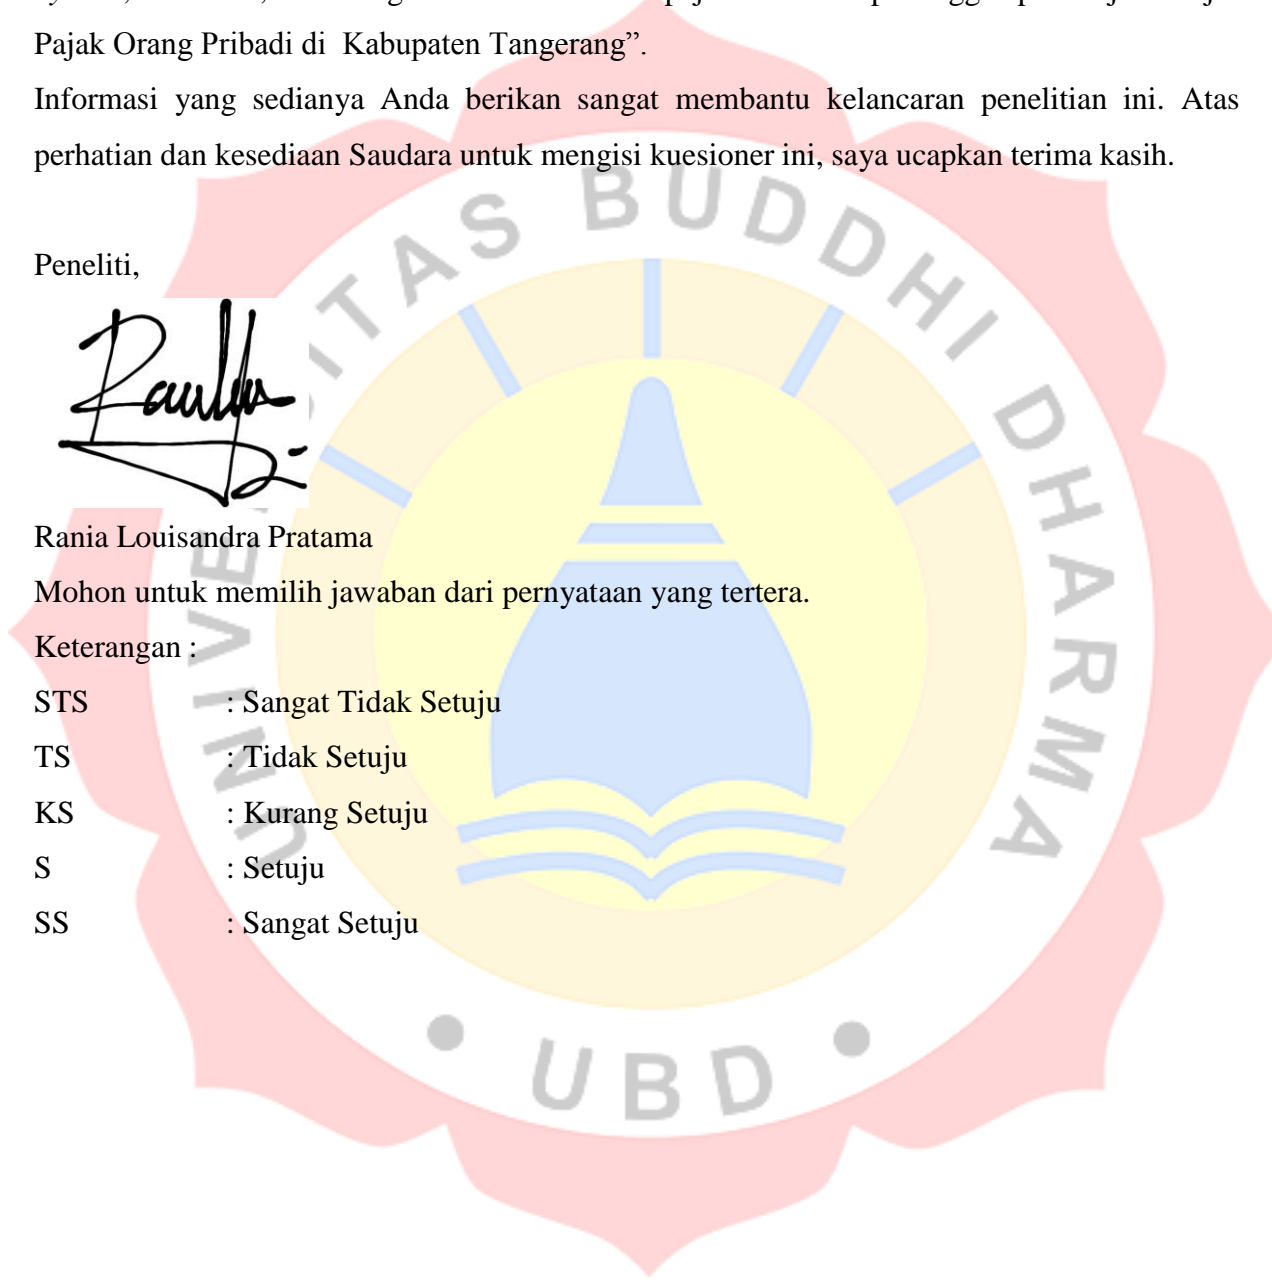 Pajak Orang Pribadi di Kabupaten Tangerang”.
Informasi yang sedianya Anda berikan sangat membantu kelancaran penelitian ini. Atas
perhatian dan kesediaan Saudara untuk mengisi kuesioner ini, saya ucapkan terima kasih.
Peneliti,
Rania Louisandra Pratama
Mohon untuk memilih jawaban dari pernyataan yang tertera.
Keterangan :
STS : Sangat Tidak Setuju
TS : Tidak Setuju
KS : Kurang Setuju
S : Setuju
SS : Sangat Setuju
UNIVERSITAS BUDDHI DHARMA
• UBD •